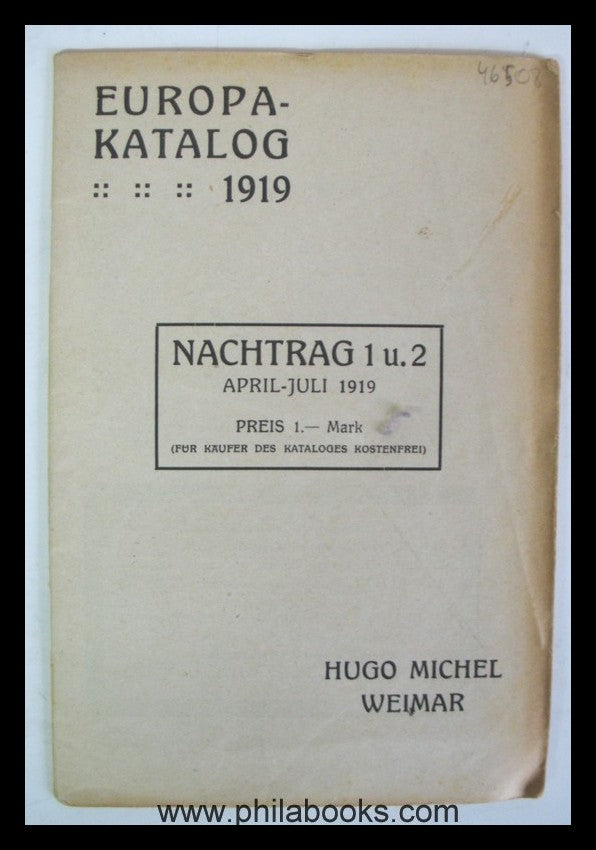 46508
EUROPA-
KATALOG
:: :: :: 1919
NACHTRAG 1 u. 2
APRIL-JULI 1919
PREIS 1.— Mark
(FÜR KÄUFER DES KATALOGES KOSTENFREI)
HUGO MICHEL
WEIMAR
www.philabooks.com